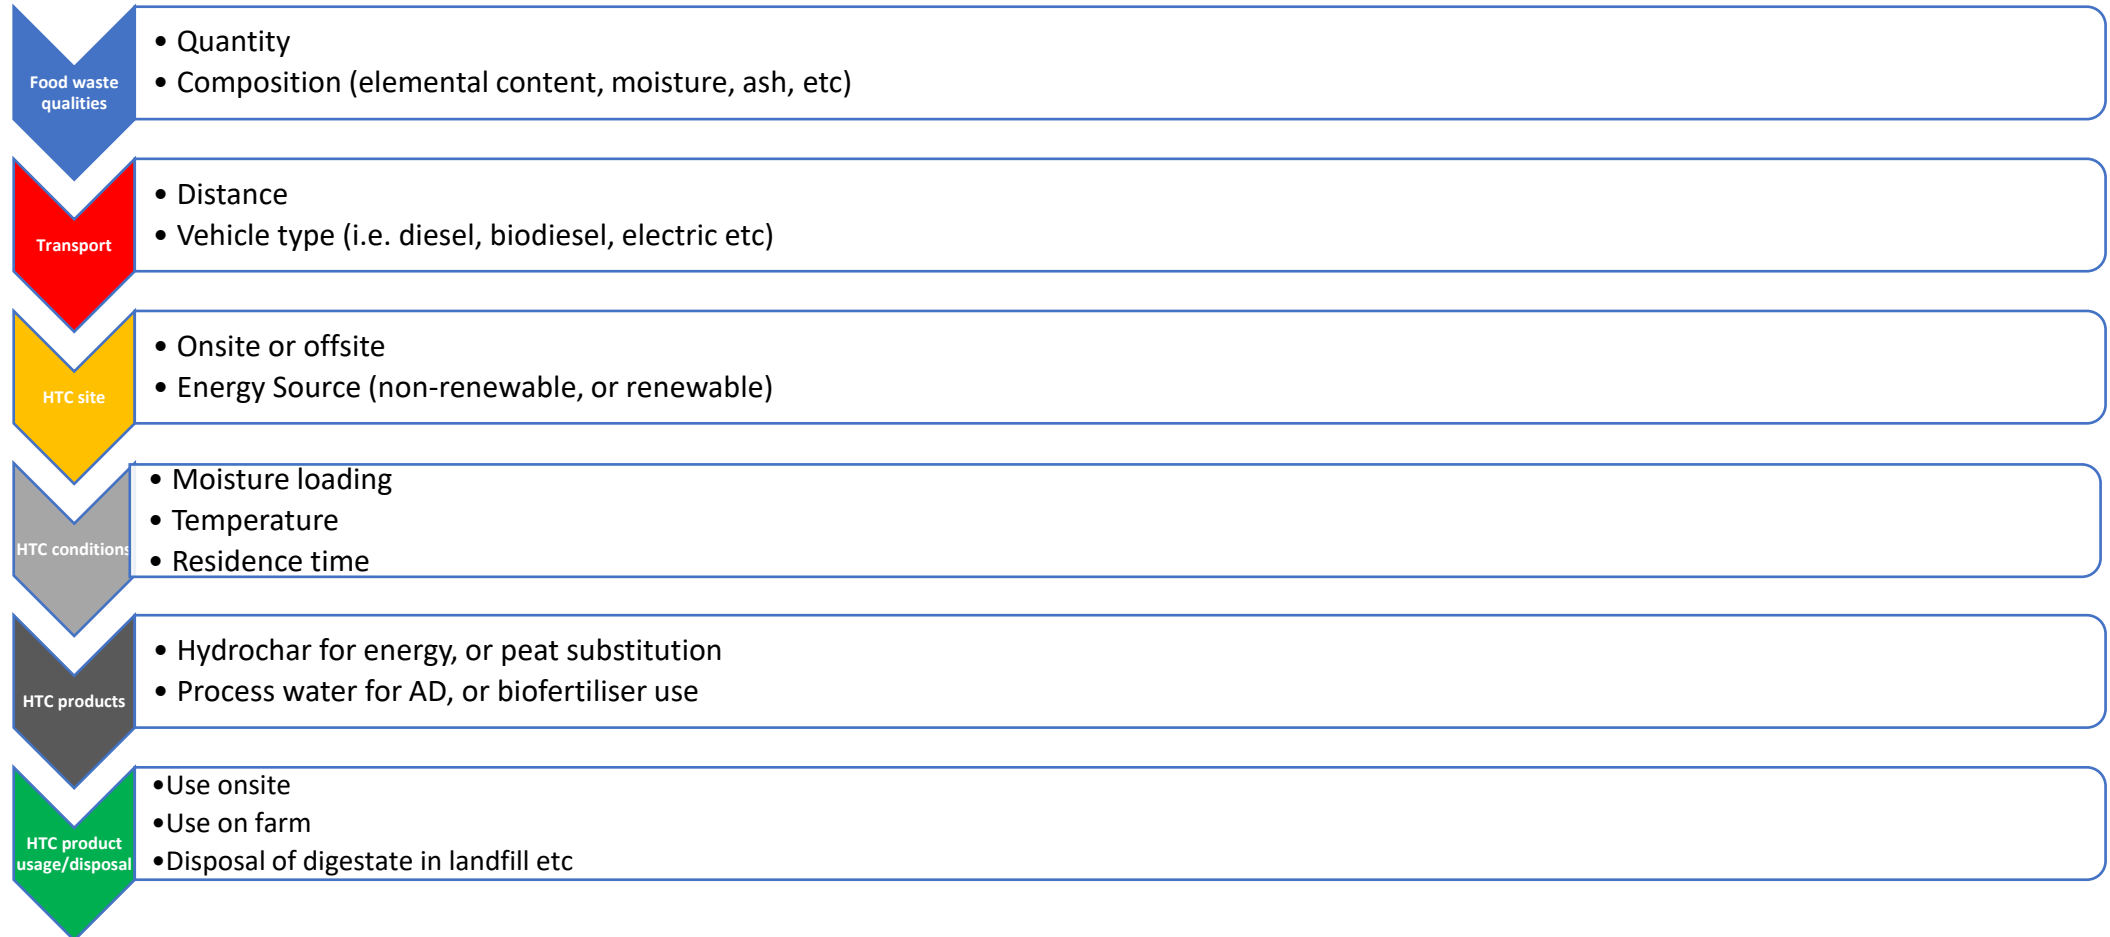 Food waste
qualities
• Quantity
• Composition (elemental content, moisture, ash, etc)
Transport
• Distance
• Vehicle type (i.e. diesel, biodiesel, electric etc)
HTC site
• Onsite or offsite
• Energy Source (non-renewable, or renewable)
HTC conditions
• Moisture loading
• Temperature
• Residence time
HTC products
• Hydrochar for energy, or peat substitution
• Process water for AD, or biofertiliser use
HTC product
usage/disposal
•Use onsite
•Use on farm
•Disposal of digestate in landfill etc